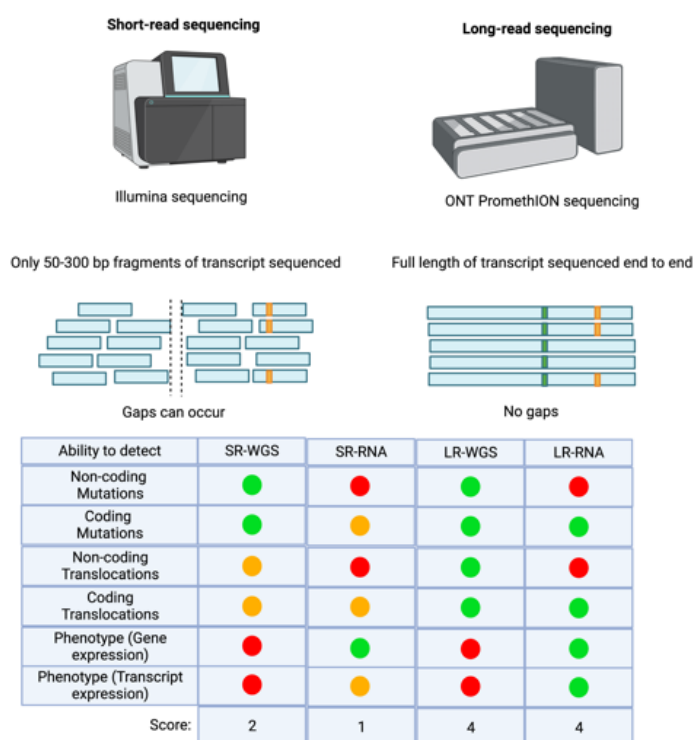 Short-read sequencing
Long-read sequencing
Illumina sequencing
ONT PromethION sequencing
Only 50-300 bp fragments of transcript sequenced
Full length of transcript sequenced end to end
Gaps can occur
No gaps
Ability to detect SR-WGS SR-RNA LR-WGS LR-RNA
Non-coding
Mutations
Coding
Mutations
Non-coding
Translocations
Coding
Translocations
Phenotype (Gene
expression)
Phenotype (Transcript
expression)
Score: 2 1 4 4